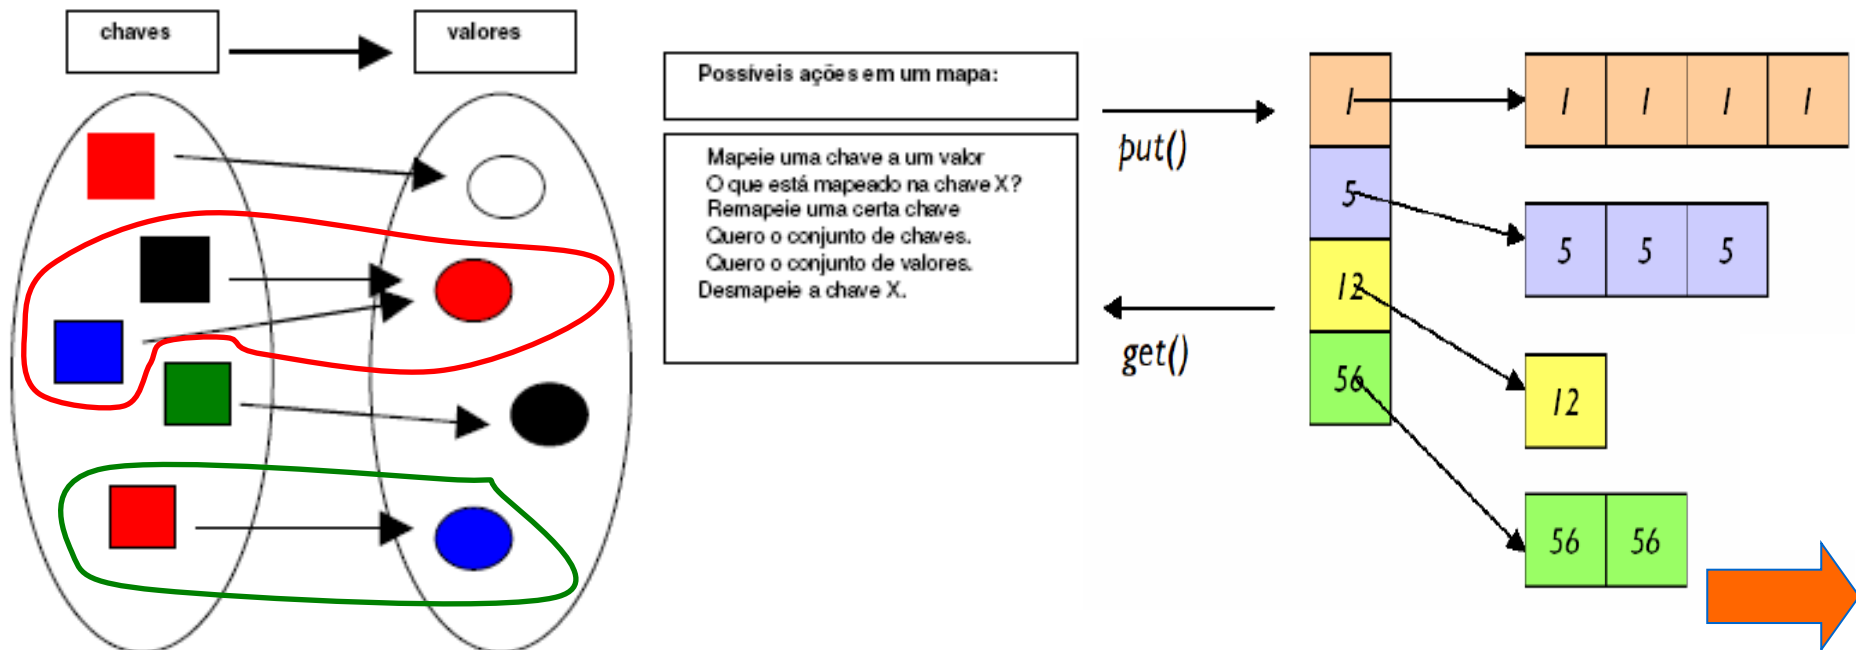 chaves
valores
Possíveis ações em um mapa:
Mapeie uma chave a um valor
O que está mapeado na chave X?
Remapeie uma certa chave
Quero o conjunto de chaves.
Quero o conjunto de valores.
Desmapeie a chave X.
put()
get()
1
1 1 1 1
5
5 5 5
12
12
56
56 56